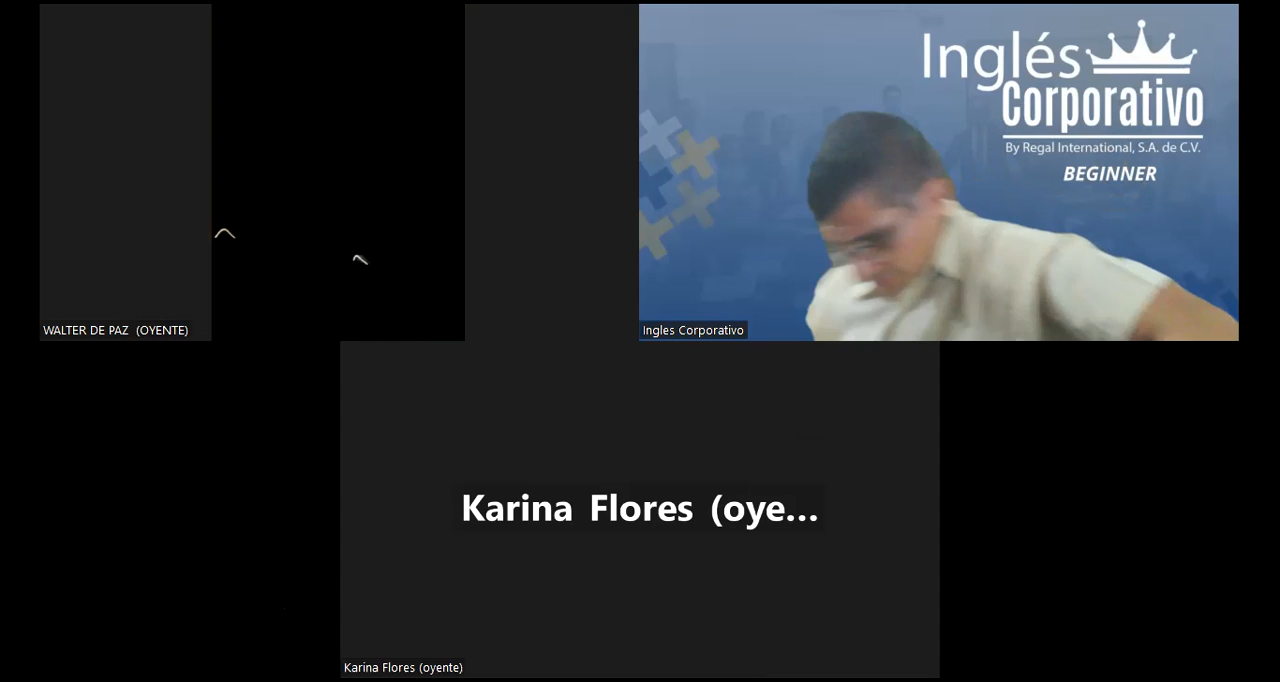 Inglés
Corporativo
By Regal International, S.A. de C.V.
BEGINNER
WALTER DE PAZ (OYENTE)
Ingles Corporativo
Karina Flores (oye...
Karina Flores (oyente)